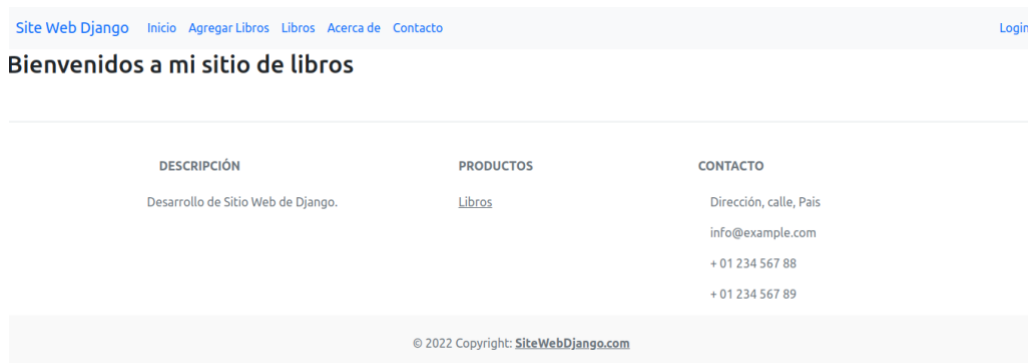 Site Web Django Inicio Agregar Libros Libros Acerca de Contacto Login
Bienvenidos a mi sitio de libros
DESCRIPCIÓN
Desarrollo de Sitio Web de Django.
PRODUCTOS
Libros
CONTACTO
Dirección, calle, Pais
info@example.com
+ 01 234 567 88
+ 01 234 567 89
© 2022 Copyright: SiteWebDjango.com